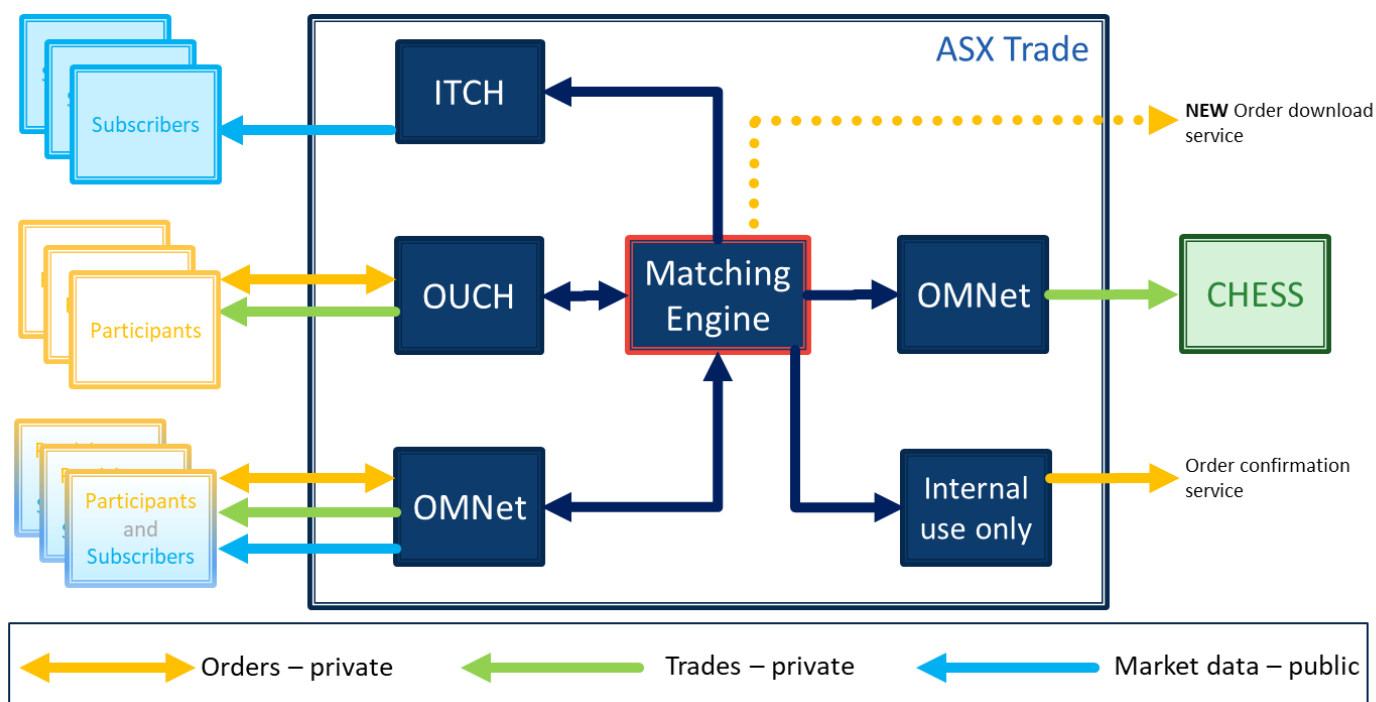 ASX Trade
ITCH
Subscribers
NEW Order download
service
Matching
Engine
OUCH
OMNet
CHESS
Participants
OMNet
Internal
use only
Order confirmation
service
Participants
and
Subscribers
Orders – private
Trades – private
Market data – public